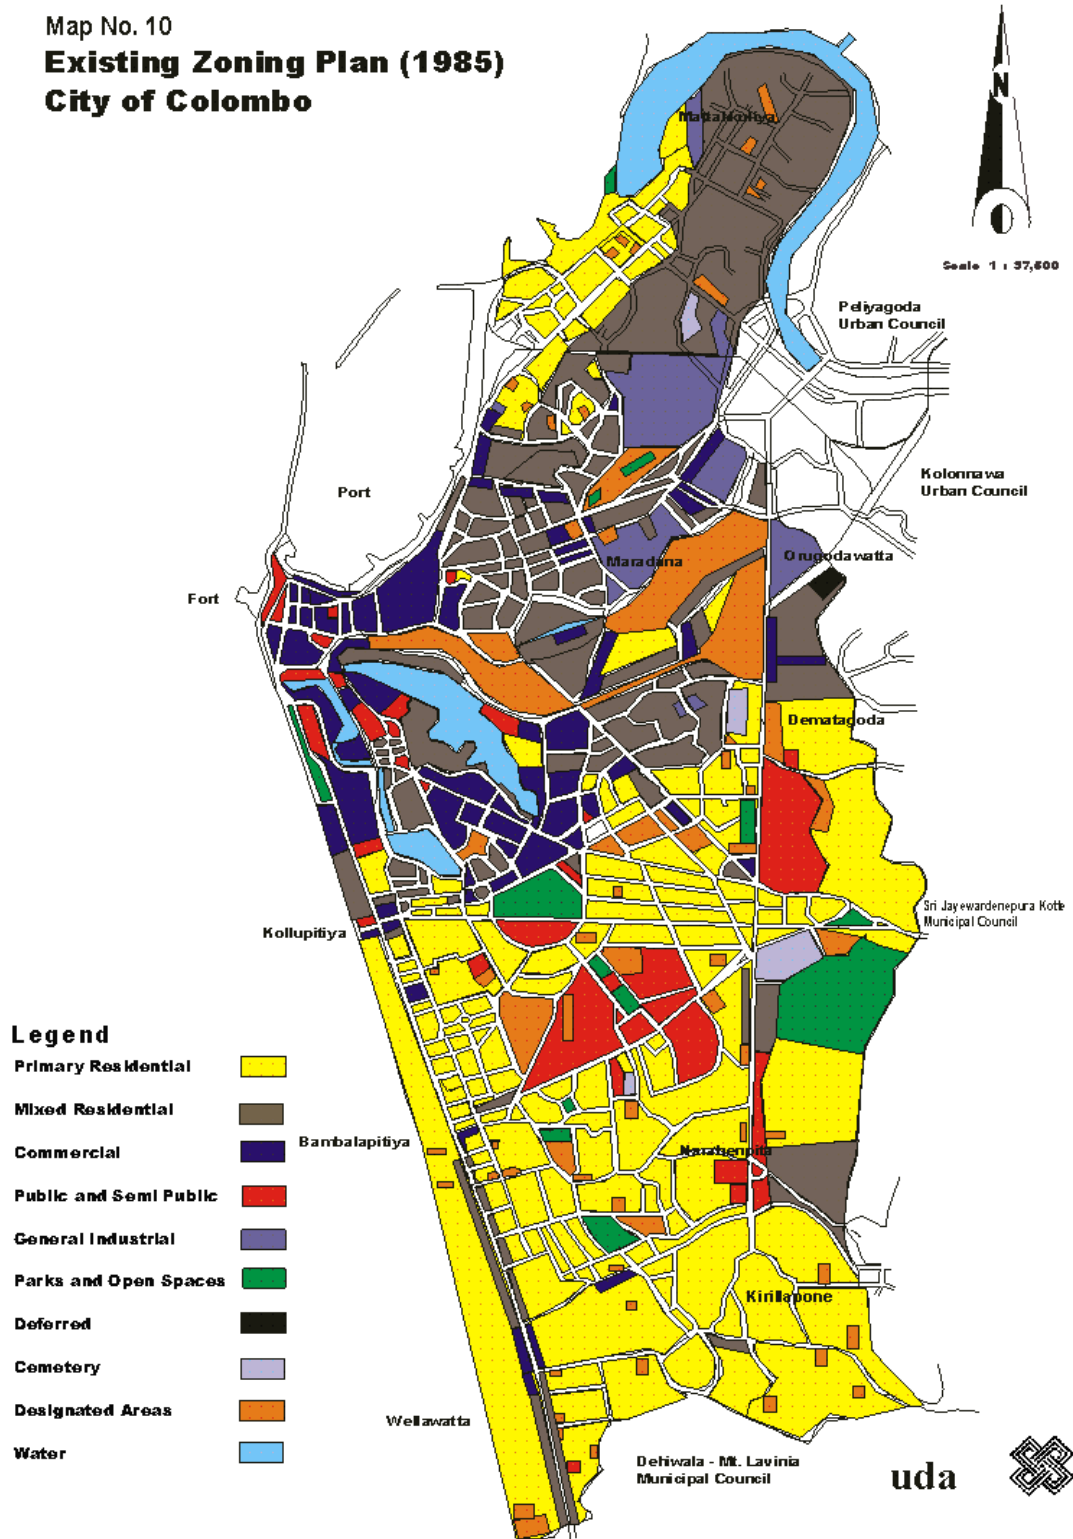 Map No. 10
Existing Zoning Plan (1985)
City of Colombo
N
Scale 1 : 37,500
Mattakuliya
Peliyagoda
Urban Council
Kolonnawa
Urban Council
Port
Maradana
Orugodawatta
Fort
Dematagoda
Sri Jayewardenepura Kotte
Municipal Council
Kollupitiya
Legend
Primary Residential
Mixed Residential
Commercial
Public and Semi Public
General Industrial
Parks and Open Spaces
Deferred
Cemetery
Designated Areas
Water
Bambalapitiya
Narahenpita
Kirillapone
Wellawatta
Dehiwala - Mt. Lavinia
Municipal Council
uda